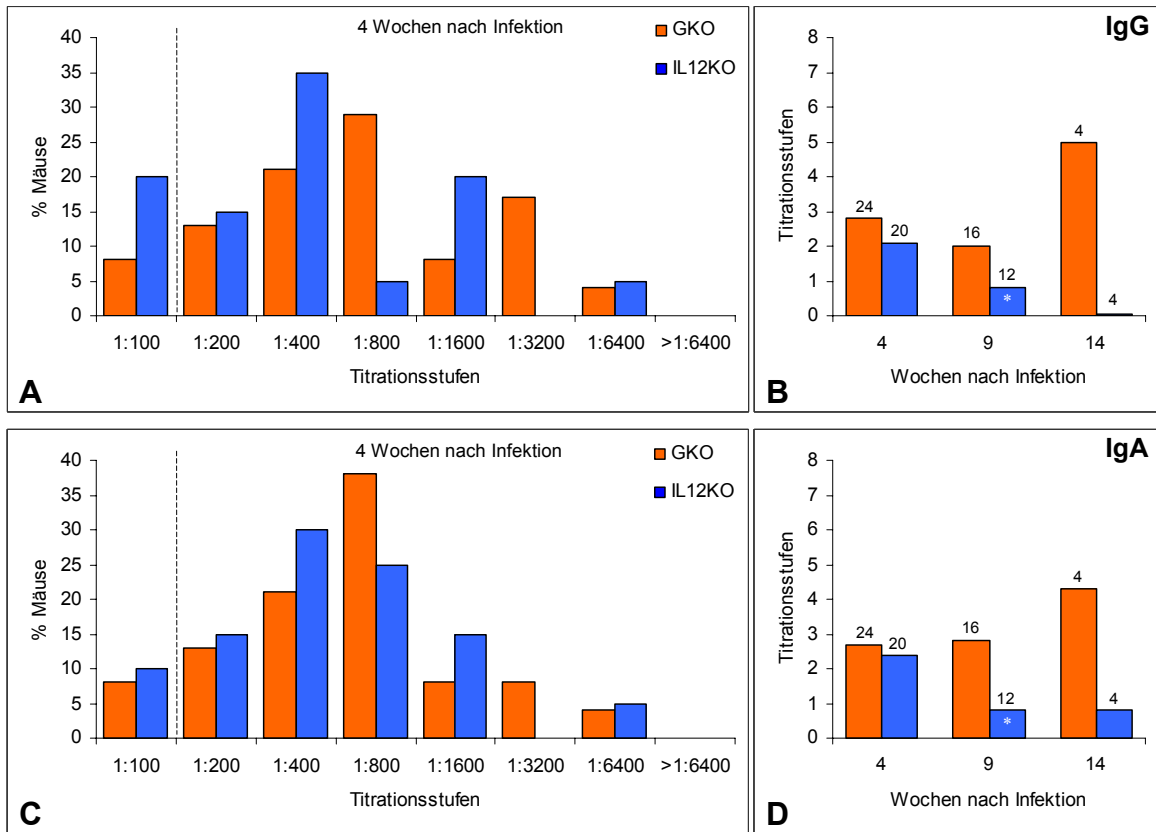 4 Wochen nach Infektion
GKO
IL12KO
% Mäuse
40
35
30
25
20
15
10
5
0
1:100 1:200 1:400 1:800 1:1600 1:3200 1:6400 >1:6400
Titrationsstufen
A
IgG
Titrationsstufen
8
7
6
5
4
3
2
1
0
24
20
16
12
*
4
4
4 9 14
Wochen nach Infektion
B
4 Wochen nach Infektion
GKO
IL12KO
% Mäuse
40
35
30
25
20
15
10
5
0
1:100 1:200 1:400 1:800 1:1600 1:3200 1:6400 >1:6400
Titrationsstufen
C
IgA
Titrationsstufen
8
7
6
5
4
3
2
1
0
24
20
16
12
*
4
4
4 9 14
Wochen nach Infektion
D